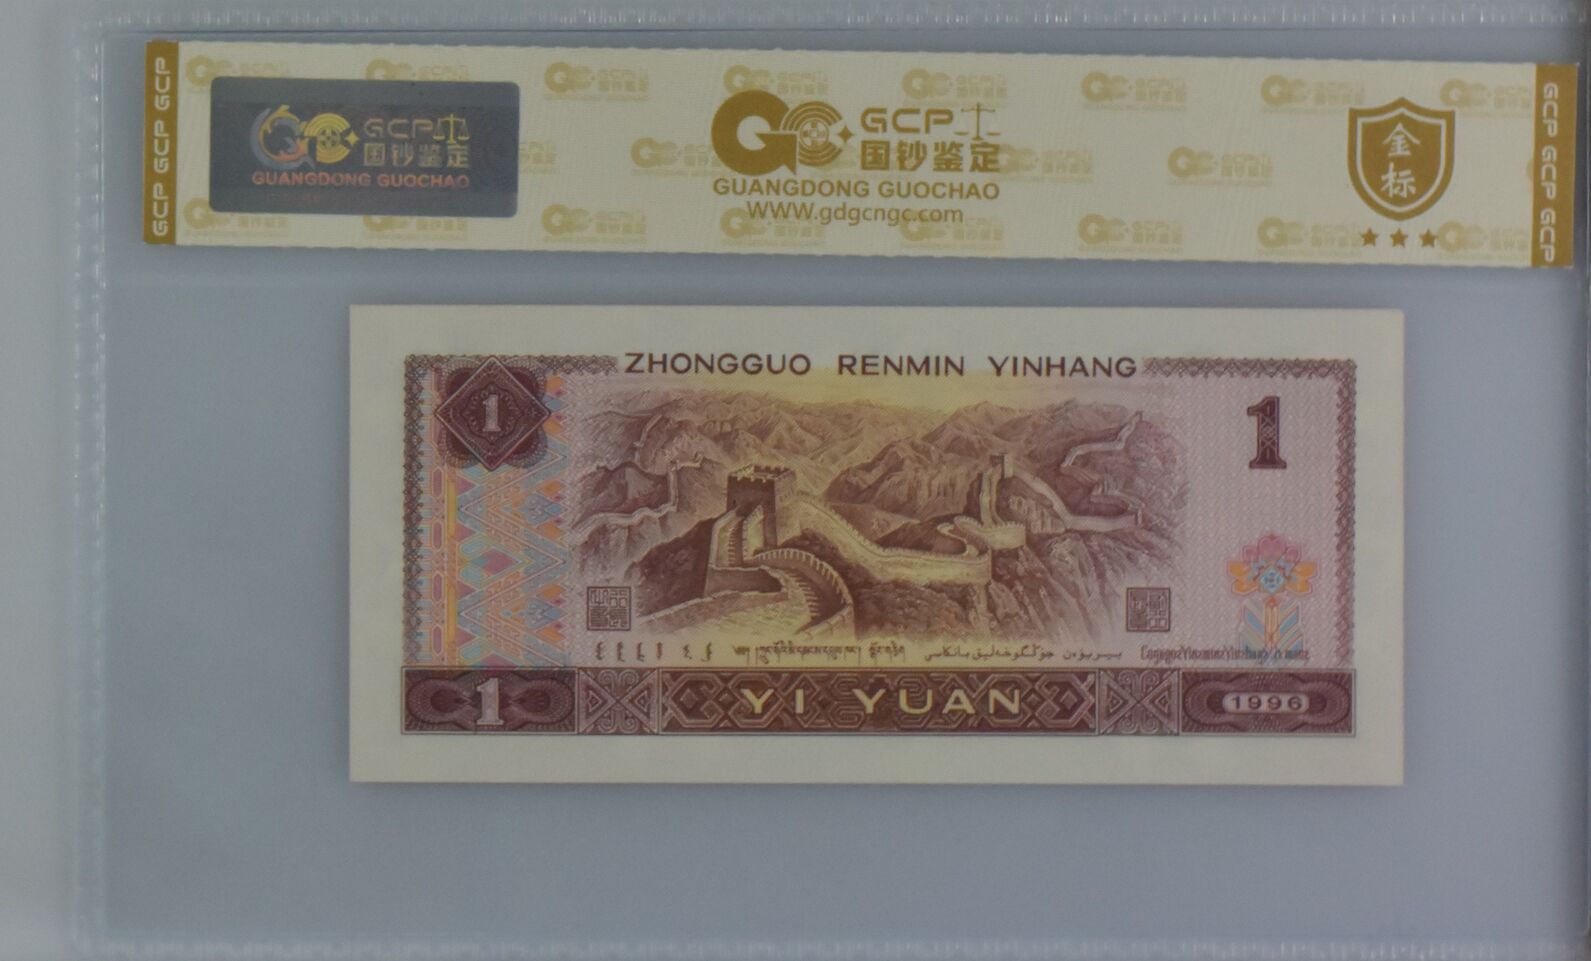 GCP GCP GCP
GCP
国钞鉴定
GUANGDONG GUOCHAO
GCP
国钞鉴定
GUANGDONG GUOCHAO
WWW.gdgcngc.com
金
标
GCP GCP GCP
ZHONGGUO RENMIN YINHANG
1
1
1 YI YUAN 1996